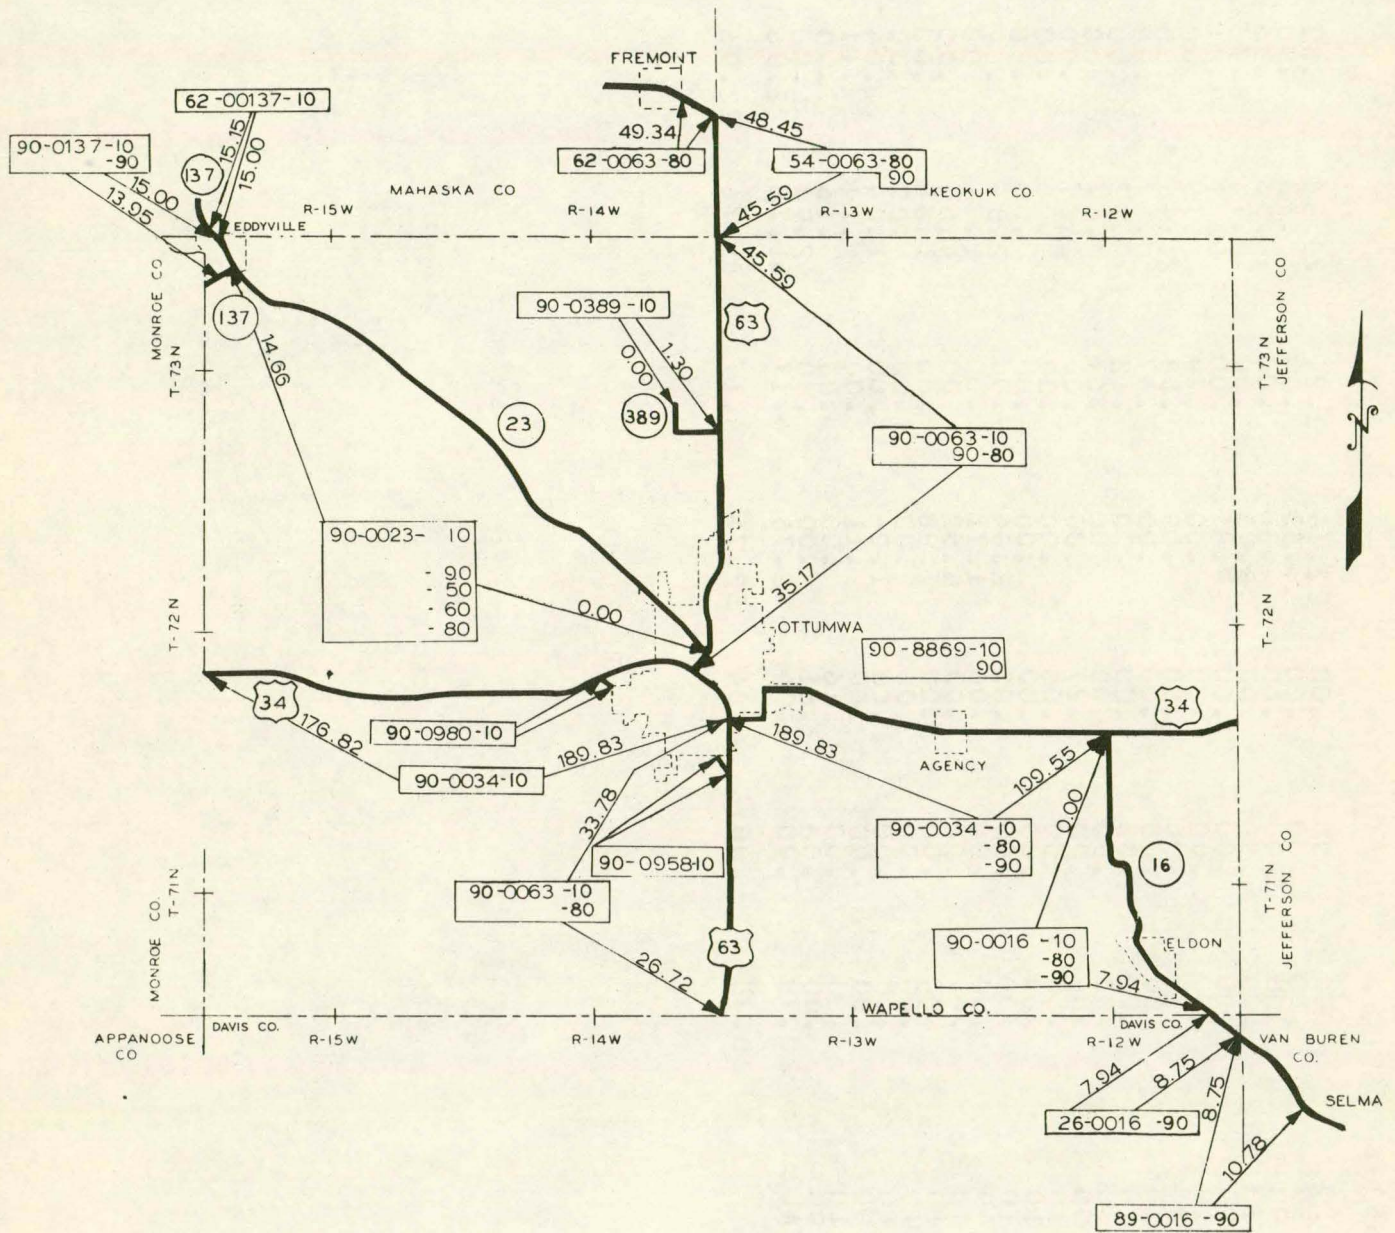 FREMONT
62-00137-10
15.15
15.00
49.34
48.45
90-0137-10
-90
137
15.00
13.95
62-0063-80
54-0063-80
90
MAHASKA CO
KEOKUK CO.
45.59
R-15W
R-14W
R-13W
R-12W
EDDYVILLE
45.59
MONROE CO
137
90-0389-10
63
JEFFERSON CO
T-73N
14.66
0.00
1.30
T-73N
23
389
N
90-0063-10
90-80
90-0023- 10
- 90
- 50
- 60
- 80
0.00
35.17
T-72N
OTTUMWA
T-72N
90-8869-10
90
34
176.82
90-0980-10
189.83
189.83
34
AGENCY
90-0034-10
33.78
199.55
0.00
90-0034-10
-80
-90
90-0958-10
16
90-0063-10
-80
T-71N
MONROE CO.
T-71N
JEFFERSON CO
63
90-0016 -10
-80
-90
ELDON
26.72
7.94
WAPELLO CO.
APPANOOSE
CO
DAVIS CO.
R-15W
R-14W
R-13W
DAVIS CO.
R-12W
VAN BUREN
CO.
7.94
8.75
8.75
SELMA
26-0016 -90
10.78
89-0016 -90